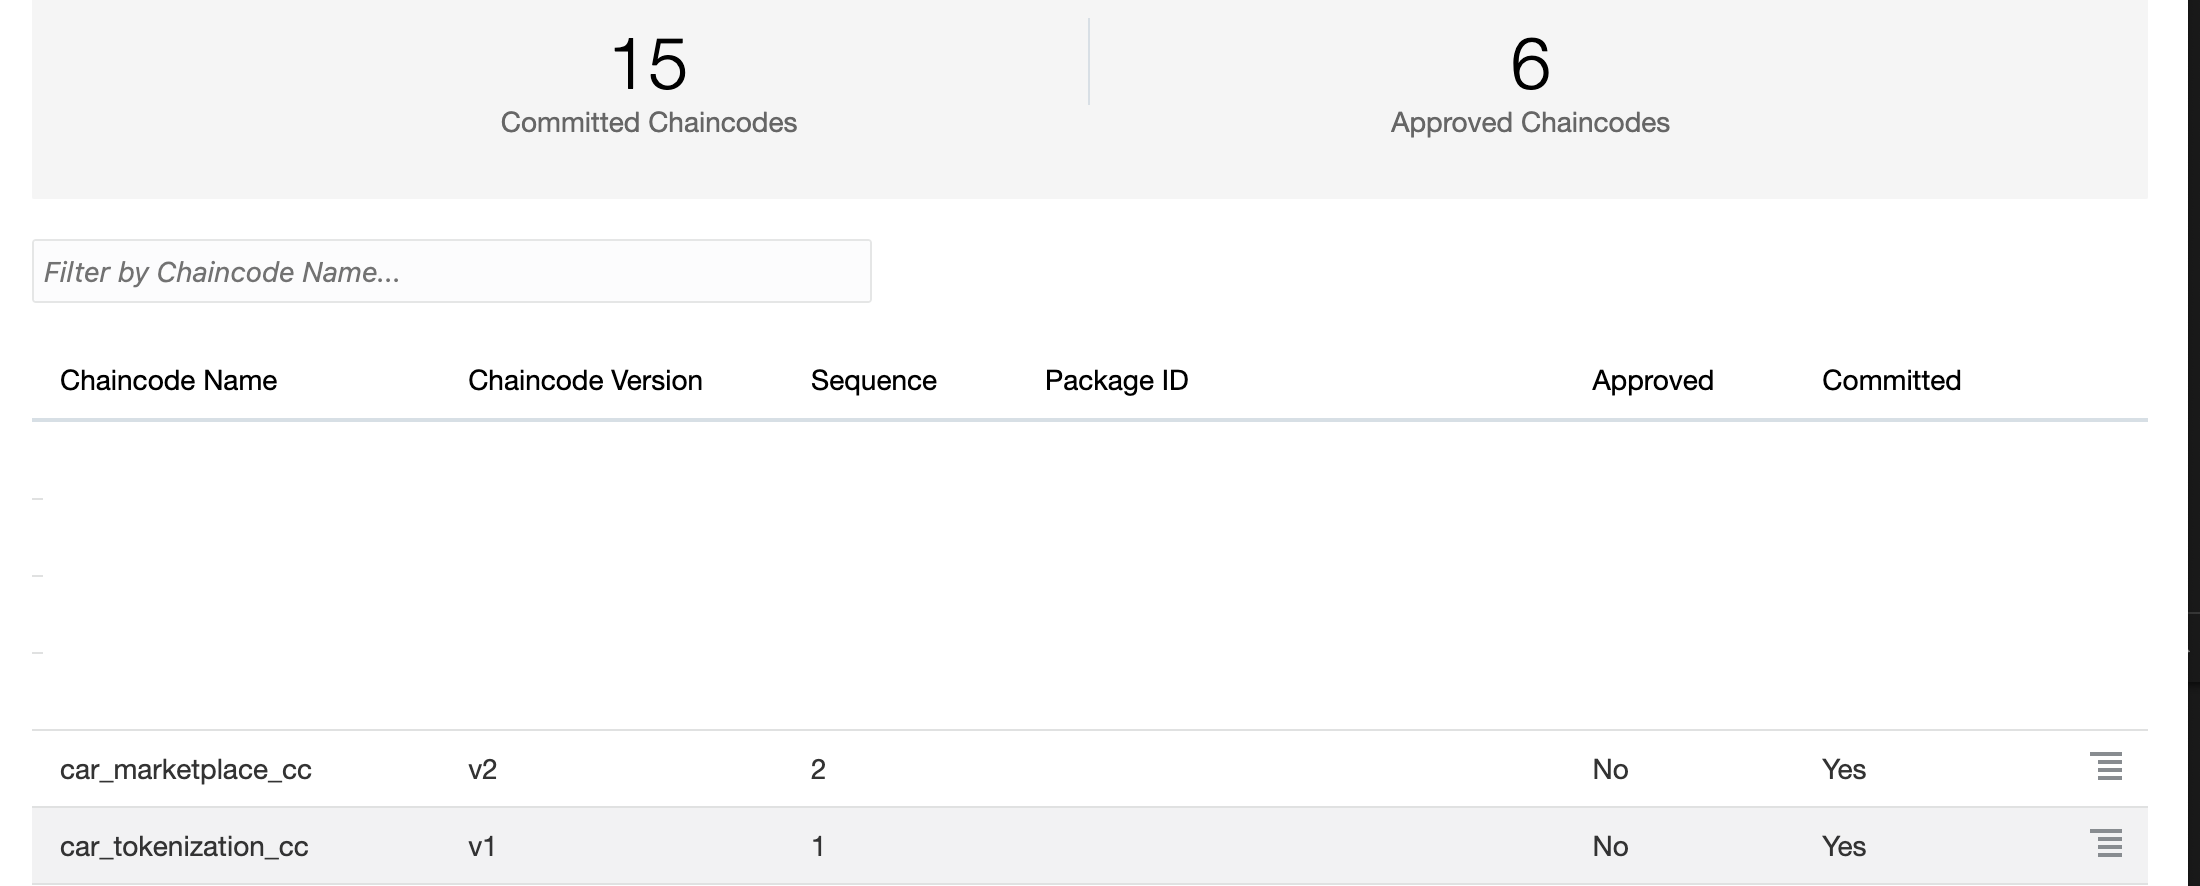 15
Committed Chaincodes
6
Approved Chaincodes
Filter by Chaincode Name...
Chaincode Name Chaincode Version Sequence Package ID Approved Committed
car_marketplace_cc v2 2 No Yes
car_tokenization_cc v1 1 No Yes